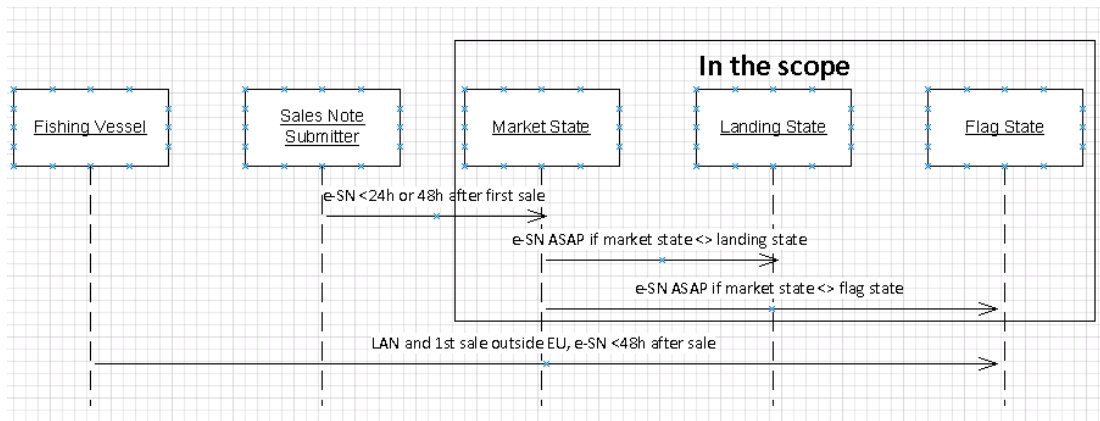 In the scope
Fishing Vessel
Sales Note
Submitter
Market State
Landing State
Flag State
e-SN <24h or 48h after first sale
e-SN ASAP if market state <> landing state
e-SN ASAP if market state <> flag state
LAN and 1st sale outside EU, e-SN <48h after sale